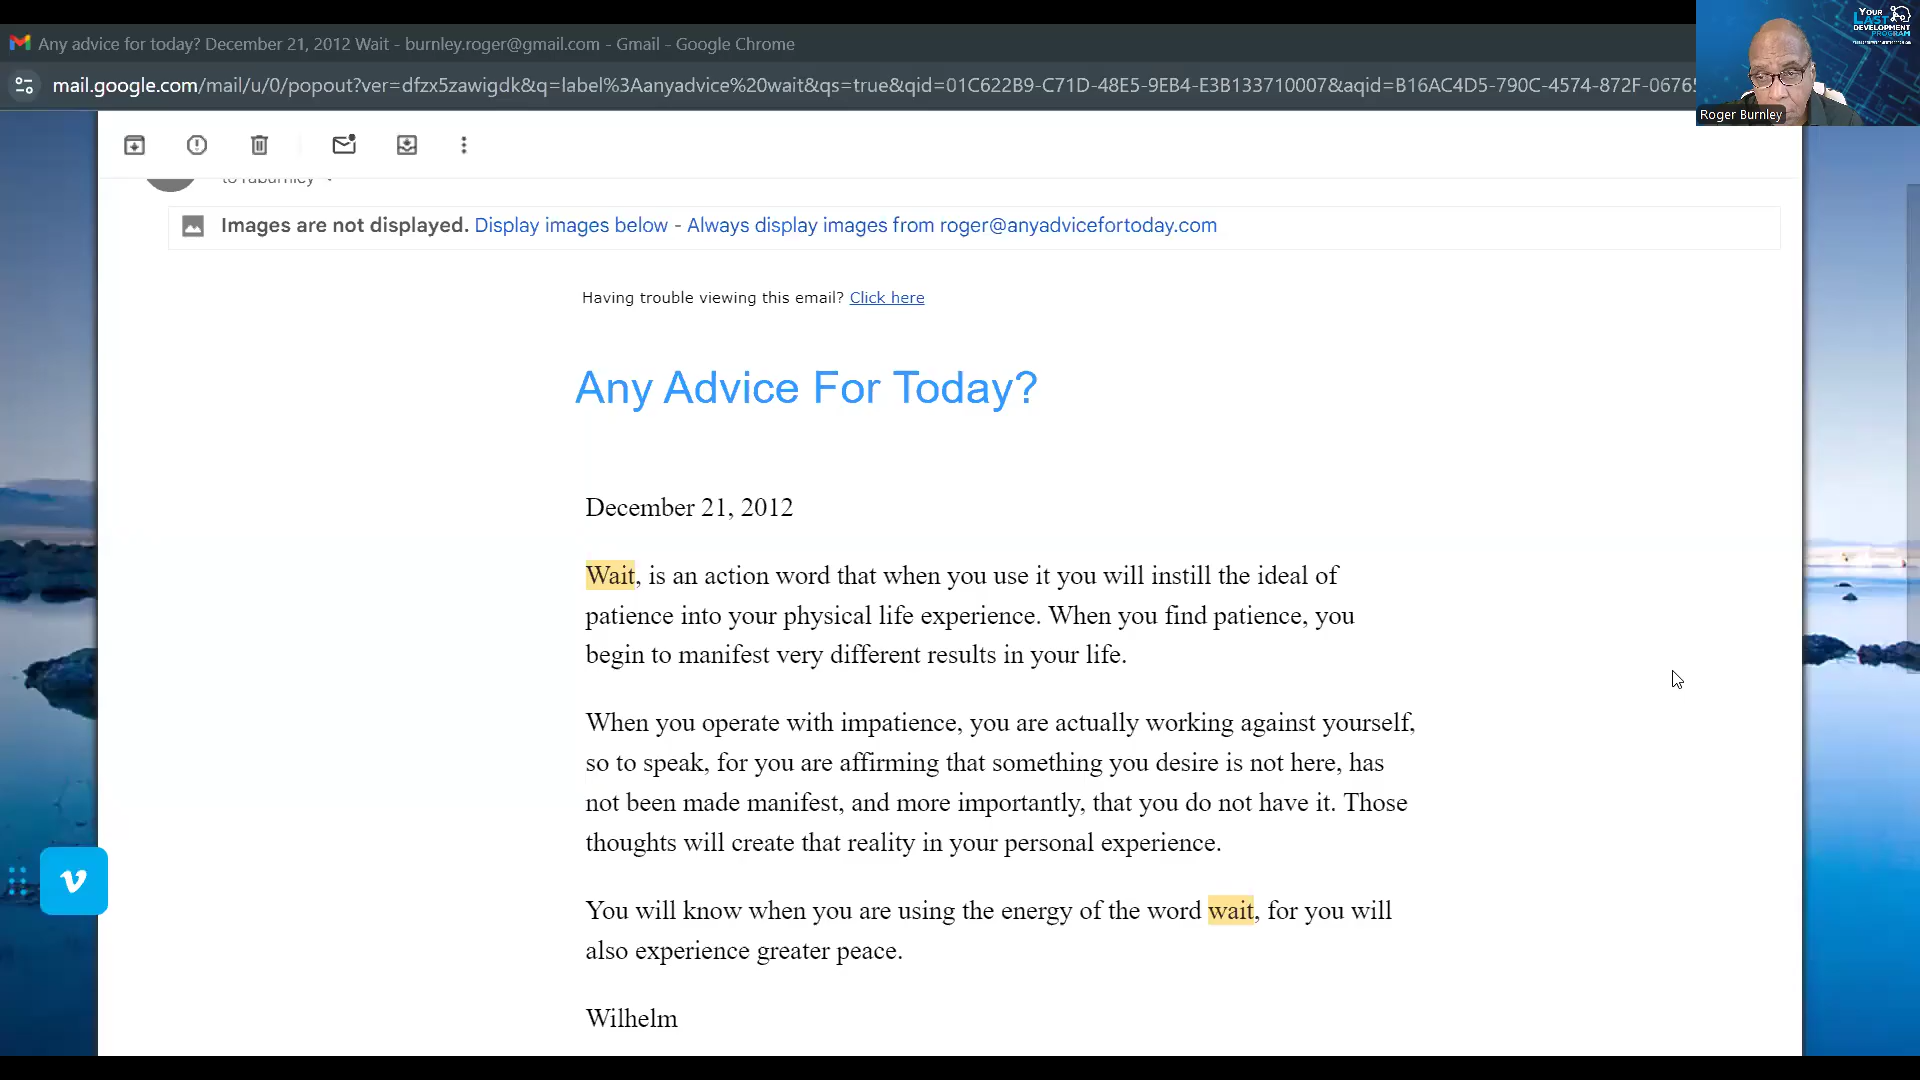 Any advice for today? December 21, 2012 Wait - burnley.roger@gmail.com - Gmail - Google Chrome
mail.google.com/mail/u/0/popout?ver=dfzx5zawigdk&q=label%3Aanyadvice%20wait&qs=true&qid=01C622B9-C71D-48E5-9EB4-E3B133710007&aqid=B16AC4D5-790C-4574-872F-0676
YOUR
LAST
DEVELOPMENT
PROGRAM
Roger Burnley
to raburnley
Images are not displayed. Display images below - Always display images from roger@anyadvicefortoday.com
Having trouble viewing this email? Click here
Any Advice For Today?
December 21, 2012
Wait, is an action word that when you use it you will instill the ideal of
patience into your physical life experience. When you find patience, you
begin to manifest very different results in your life.
When you operate with impatience, you are actually working against yourself,
so to speak, for you are affirming that something you desire is not here, has
not been made manifest, and more importantly, that you do not have it. Those
thoughts will create that reality in your personal experience.
You will know when you are using the energy of the word wait, for you will
also experience greater peace.
Wilhelm